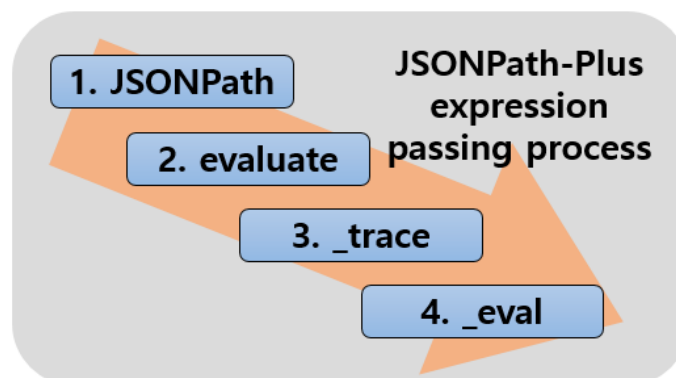 JSONPath-Plus
expression
passing process
1. JSONPath
2. evaluate
3. _trace
4. _eval